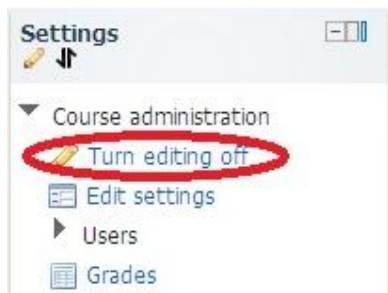 Settings
Course administration
Turn editing off
Edit settings
Users
Grades